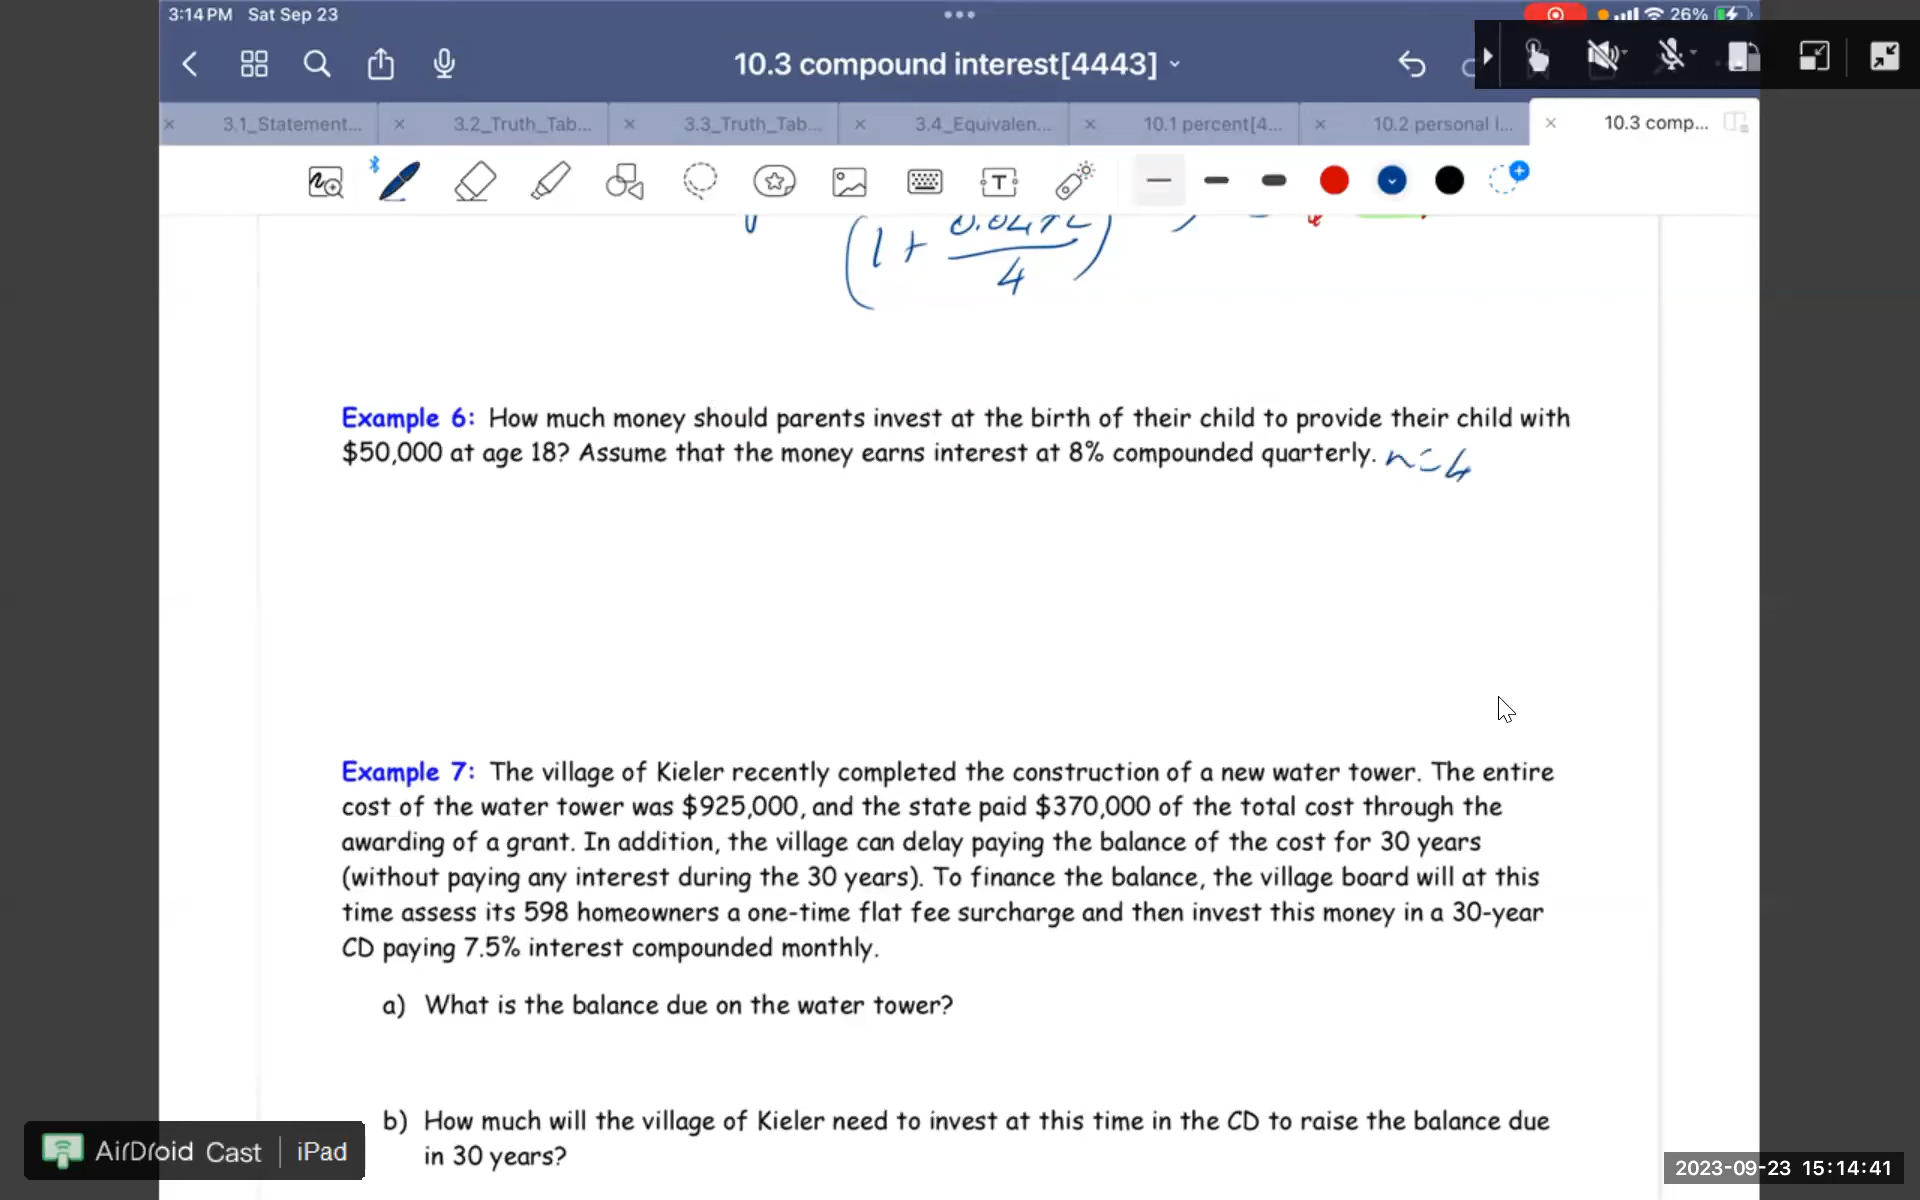 3:14 PM Sat Sep 23
26%
10.3 compound interest[4443]
3.1_Statement...
3.2_Truth_Tab...
3.3_Truth_Tab...
3.4_Equivalen...
10.1 percent[4...
10.2 personal l...
10.3 comp...
(1 +
4
Example 6: How much money should parents invest at the birth of their child to provide their child with
$50,000 at age 18? Assume that the money earns interest at 8% compounded quarterly. n=4
Example 7: The village of Kieler recently completed the construction of a new water tower. The entire
cost of the water tower was $925,000, and the state paid $370,000 of the total cost through the
awarding of a grant. In addition, the village can delay paying the balance of the cost for 30 years
(without paying any interest during the 30 years). To finance the balance, the village board will at this
time assess its 598 homeowners a one-time flat fee surcharge and then invest this money in a 30-year
CD paying 7.5% interest compounded monthly.
a) What is the balance due on the water tower?
b) How much will the village of Kieler need to invest at this time in the CD to raise the balance due
in 30 years?
AirDroid Cast | iPad
2023-09-23 15:14:41